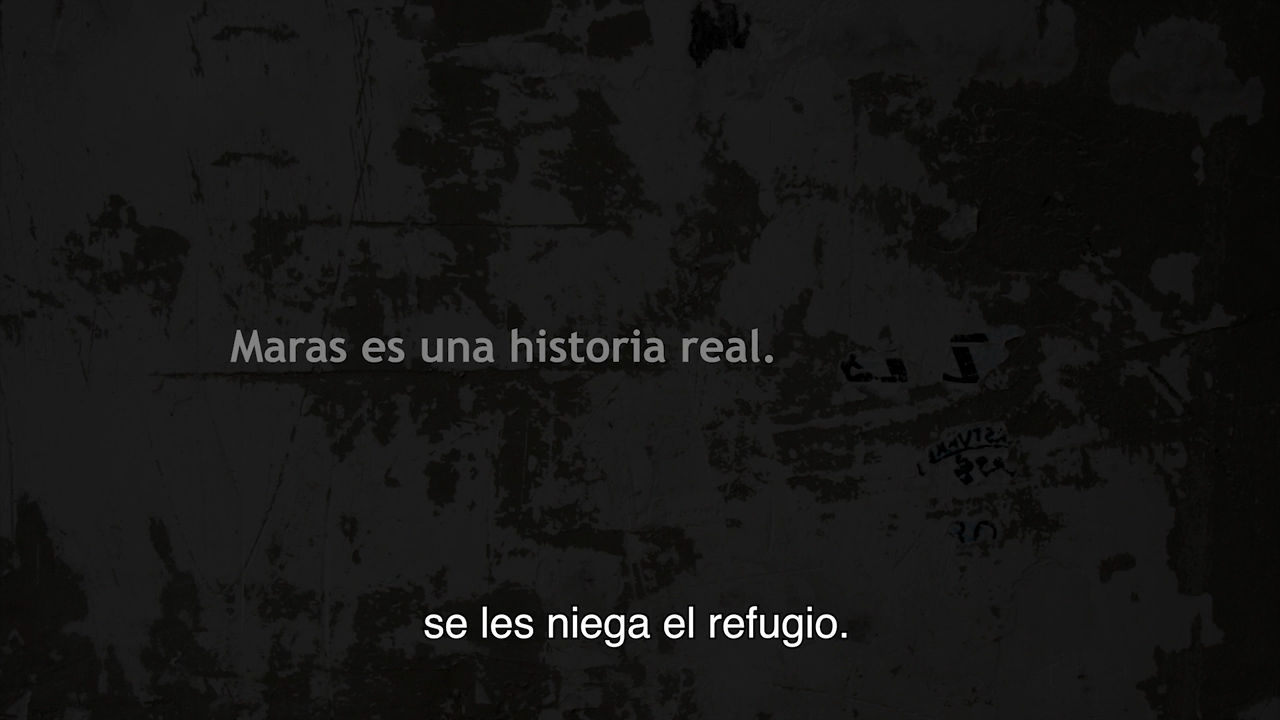 Maras es una historia real.
se les niega el refugio.